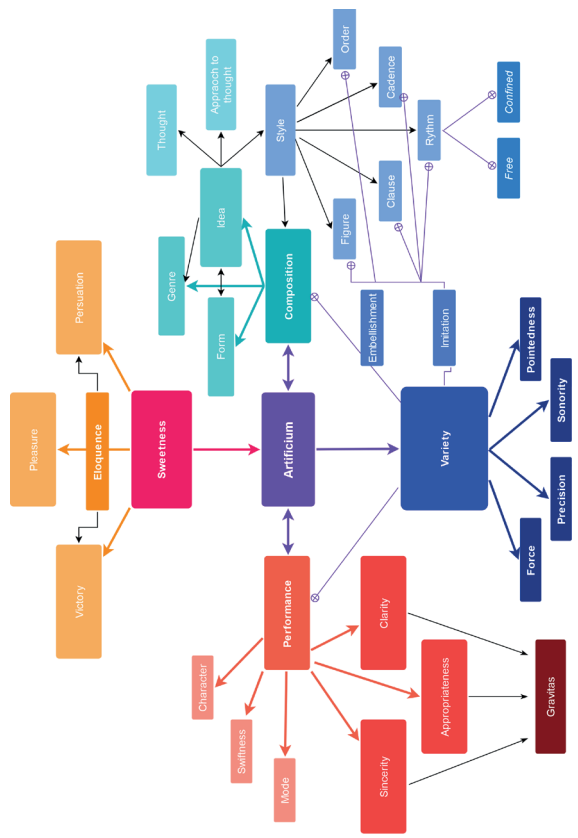 Pleasure
Victory
Persuation
Eloquence
Sweetness
Thought
Genre
Character
Form
Idea
Appraoch to
thought
Swiftness
Mode
Performance
Artificium
Composition
Style
Figure
Order
Embellishment
Sincerity
Clarity
Clause
Cadence
Appropriateness
Variety
Imitation
Rythm
Free
Confined
Force
Pointedness
Gravitas
Precision
Sonority